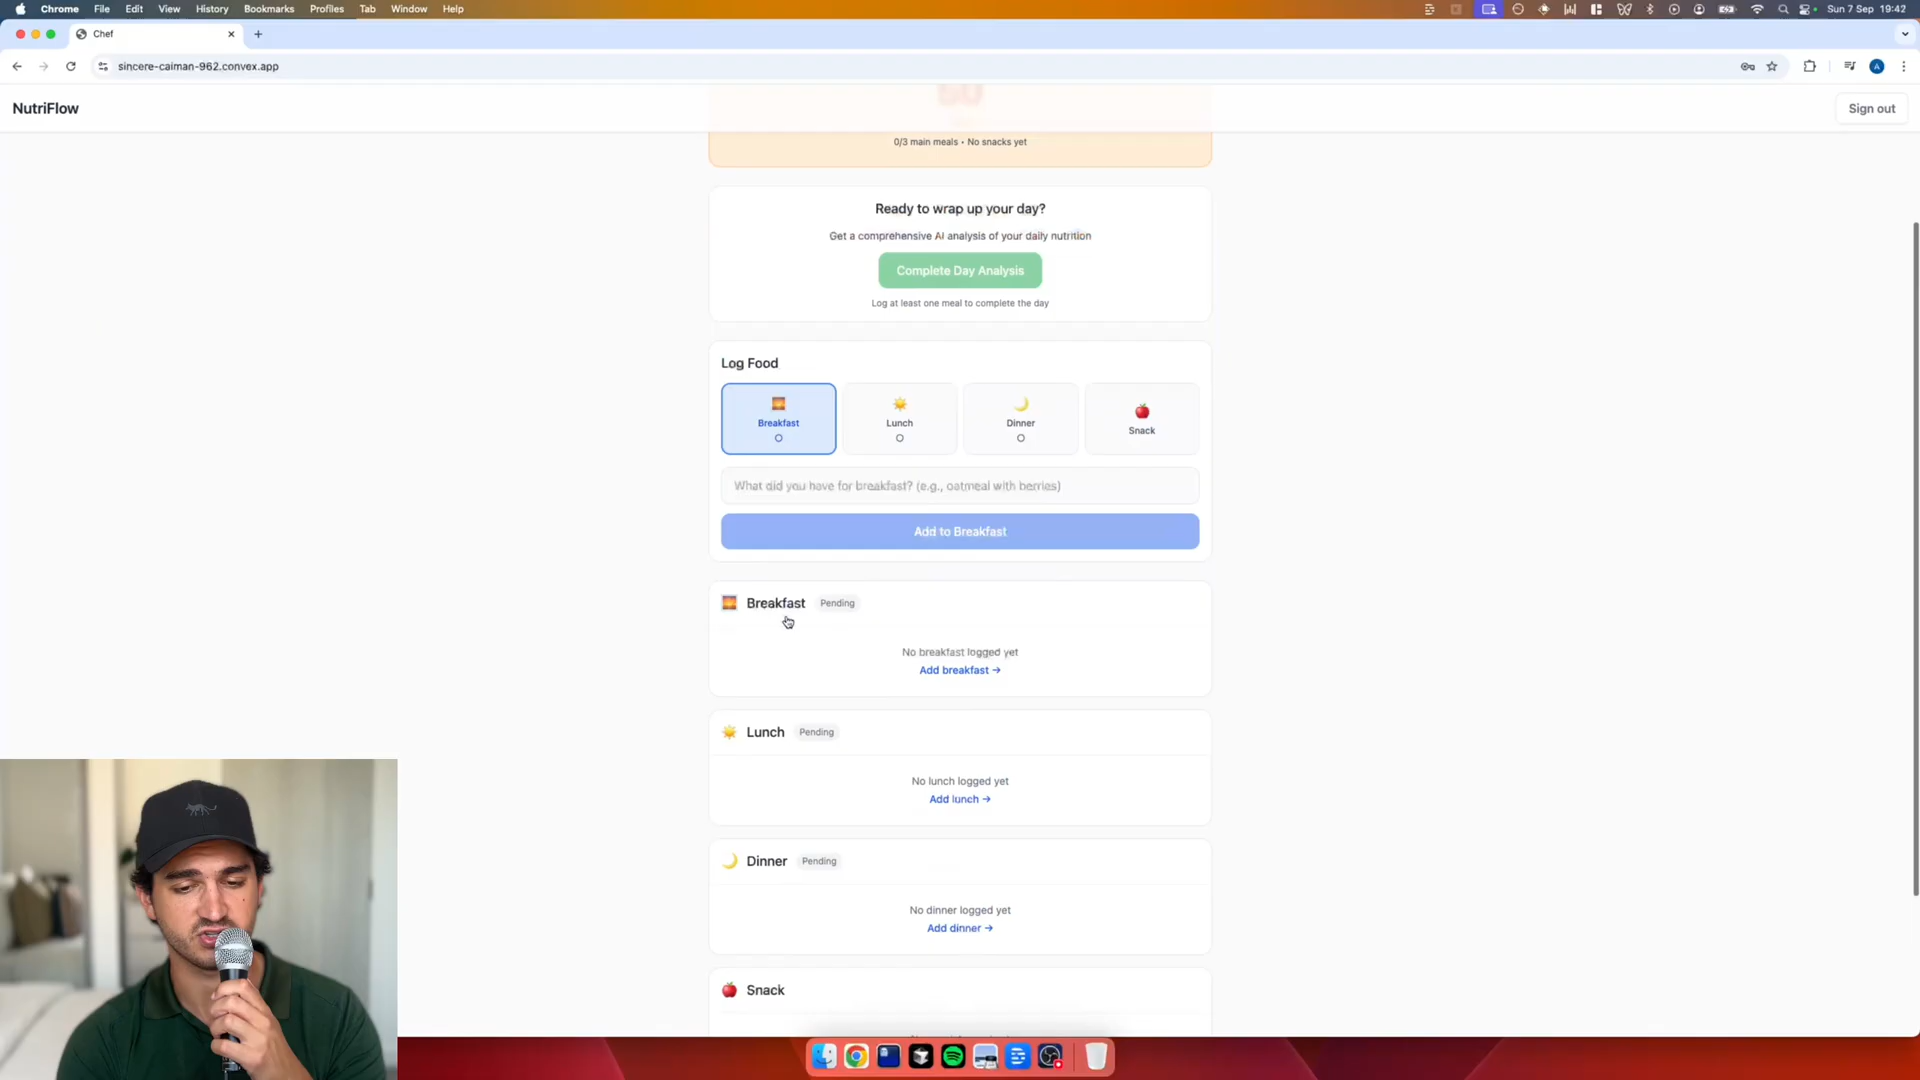 Chrome File Edit View History Bookmarks Profiles Tab Window Help
Sun 7 Sep 19:42
Chef
sincere-caiman-962.convex.app
A
NutriFlow
Sign out
0/3 main meals • No snacks yet
Ready to wrap up your day?
Get a comprehensive AI analysis of your daily nutrition
Complete Day Analysis
Log at least one meal to complete the day
Log Food
Breakfast
Lunch
Dinner
Snack
What did you have for breakfast? (e.g., oatmeal with berries)
Add to Breakfast
Breakfast Pending
No breakfast logged yet
Add breakfast →
Lunch Pending
No lunch logged yet
Add lunch →
Dinner Pending
No dinner logged yet
Add dinner →
Snack